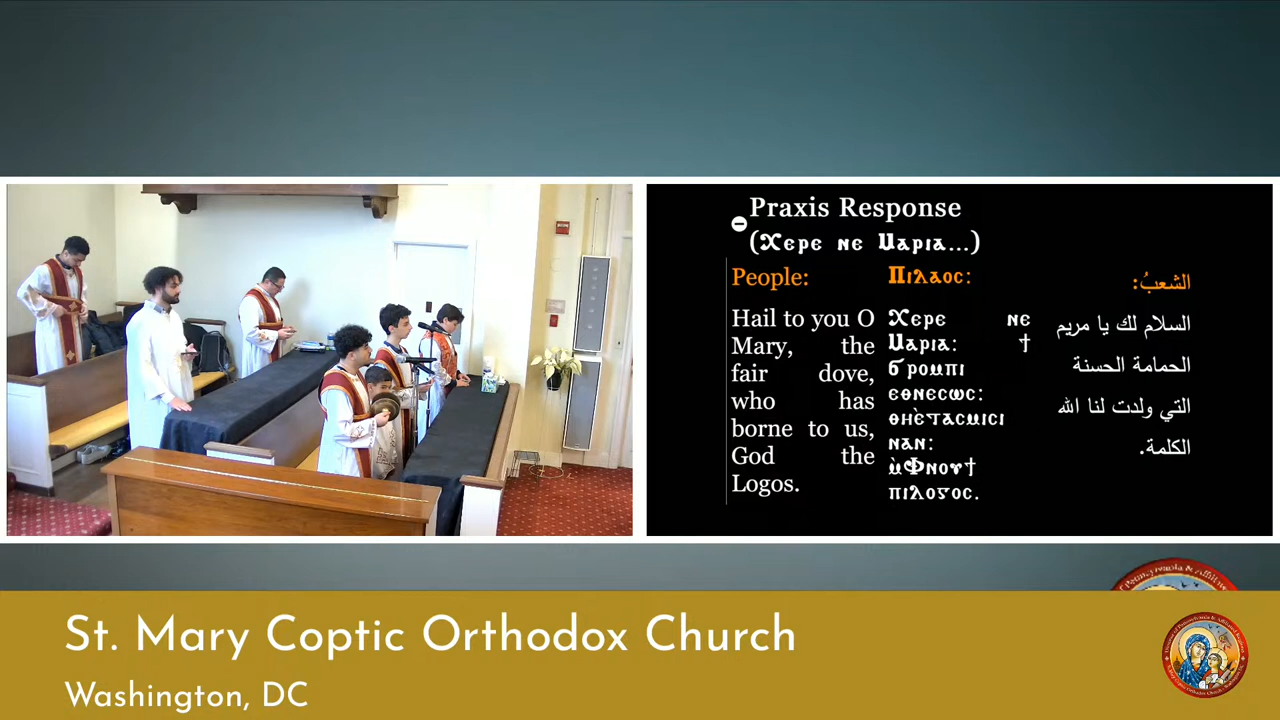 Praxis Response
(Ⲭⲉⲣⲉ ⲛⲉ Ⲙⲁⲣⲓⲁ...)
People:
Hail to you O
Mary, the
fair dove,
who has
borne to us,
God the
Logos.
Ⲡⲓⲗⲁⲟⲥ:
Ⲭⲉⲣⲉ ⲛⲉ
Ⲙⲁⲣⲓⲁ: ϯ
ϭⲣⲟⲙⲡⲓ
ⲉⲑⲛⲉⲥⲱⲥ:
ⲑⲏⲉ̀ⲧⲁⲥⲙⲓⲥⲓ
ⲛⲁⲛ:
ⲙ̀Ⲫⲛⲟⲩϯ
ⲡⲓⲗⲟⲅⲟⲥ.
الشعبُ:
السلام لك يا مريم
الحمامة الحسنة
التي ولدت لنا الله
الكلمة.
St. Mary Coptic Orthodox Church
Washington, DC